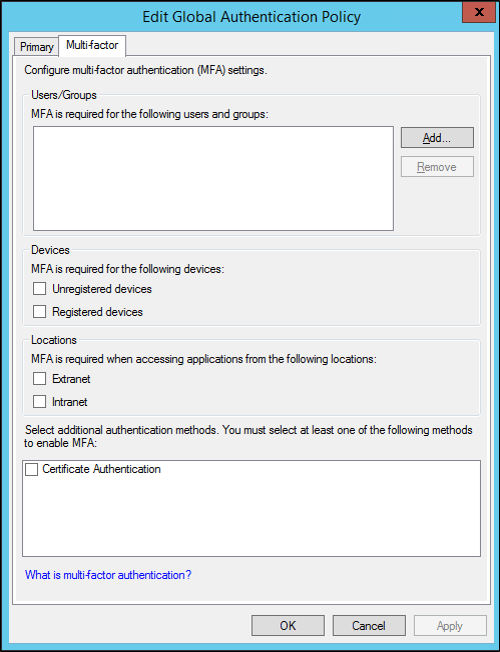 Edit Global Authentication Policy
x
Primary
Multi-factor
Configure multi-factor authentication (MFA) settings.
Users/Groups
MFA is required for the following users and groups:
Add...
Remove
Devices
MFA is required for the following devices:
Unregistered devices
Registered devices
Locations
MFA is required when accessing applications from the following locations:
Extranet
Intranet
Select additional authentication methods. You must select at least one of the following methods
to enable MFA:
Certificate Authentication
What is multi-factor authentication?
OK
Cancel
Apply